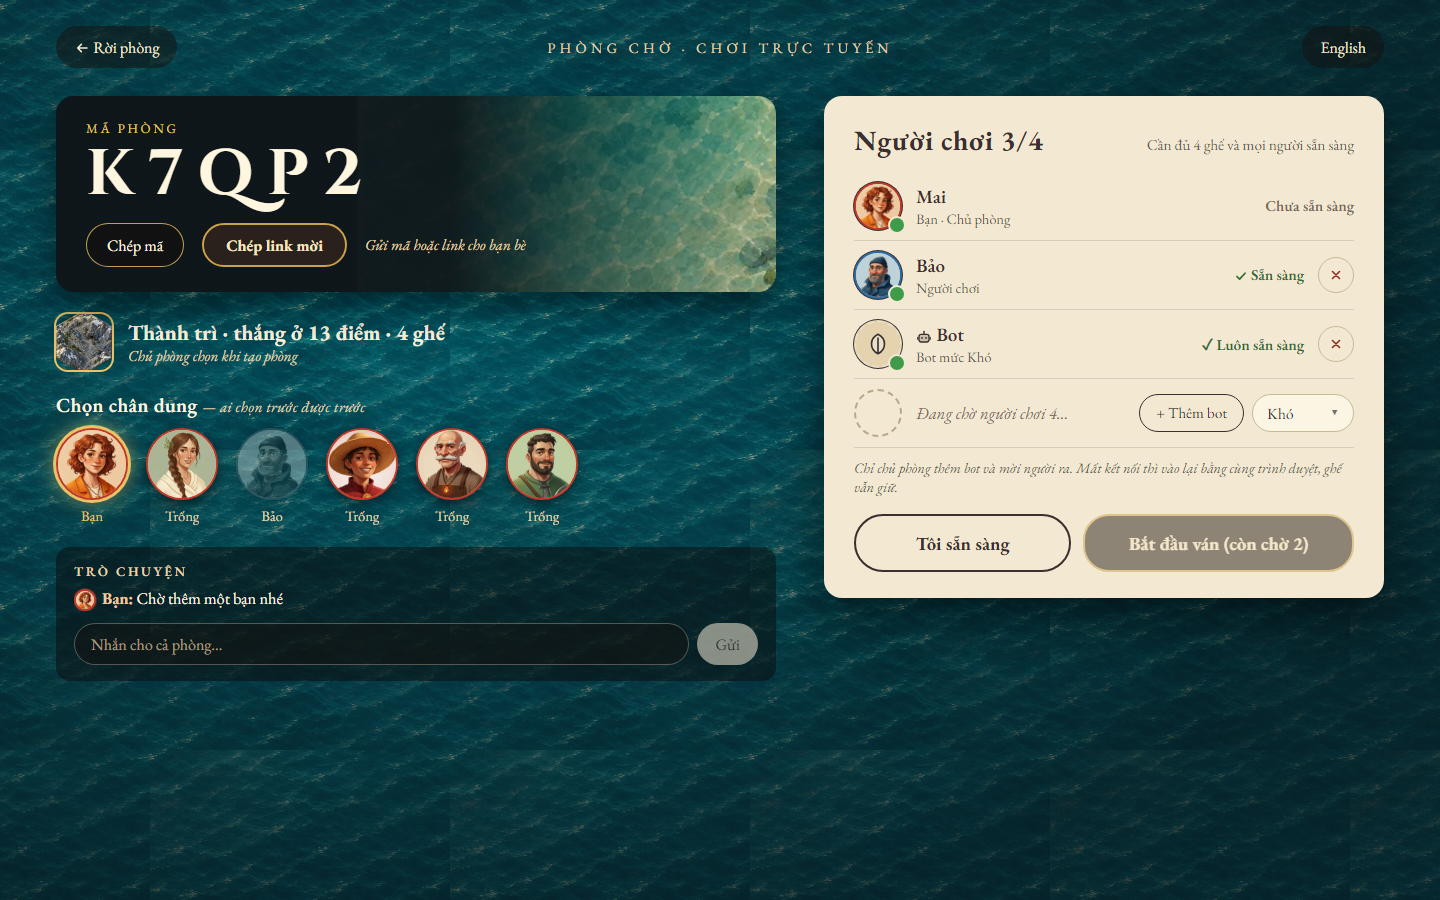 ← Rời phòng
PHÒNG CHỜ · CHƠI TRỰC TUYẾN
English
MÃ PHÒNG
K7QP2
Chép mã
Chép link mời
Gửi mã hoặc link cho bạn bè
Thành trì · thắng ở 13 điểm · 4 ghế
Chủ phòng chọn khi tạo phòng
Chọn chân dung — ai chọn trước được trước
Bạn
Trống
Bảo
Trống
Trống
Trống
TRÒ CHUYỆN
Bạn: Chờ thêm một bạn nhé
Nhắn cho cả phòng...
Gửi
Người chơi 3/4
Cần đủ 4 ghế và mọi người sẵn sàng
Mai
Bạn · Chủ phòng
Chưa sẵn sàng
Bảo
Người chơi
✓ Sẵn sàng
Bot
Bot mức Khó
✓ Luôn sẵn sàng
Đang chờ người chơi 4...
+ Thêm bot
Khó
Chỉ chủ phòng thêm bot và mời người ra. Mất kết nối thì vào lại bằng cùng trình duyệt, ghế
vẫn giữ.
Tôi sẵn sàng
Bắt đầu ván (còn chờ 2)